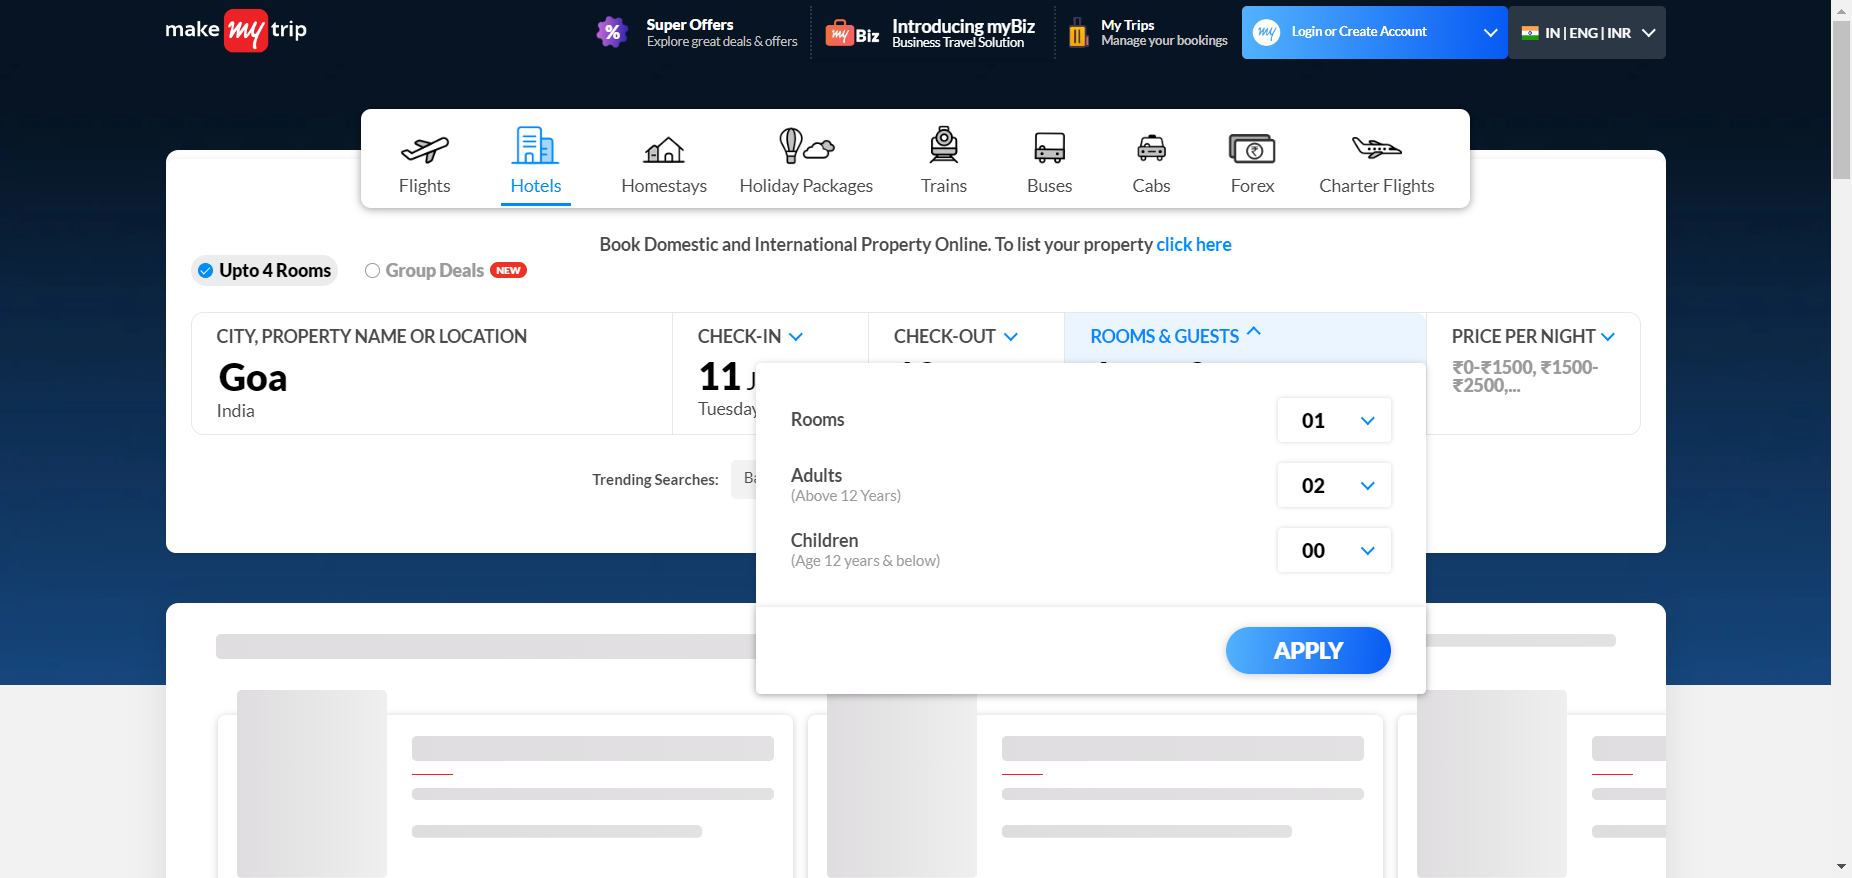 make my trip
Super Offers
Explore great deals & offers
my Biz
Introducing myBiz
Business Travel Solution
My Trips
Manage your bookings
my Login or Create Account
IN | ENG | INR
Flights
Hotels
Homestays
Holiday Packages
Trains
Buses
Cabs
Forex
Charter Flights
Book Domestic and International Property Online. To list your property click here
Upto 4 Rooms
Group Deals NEW
CITY, PROPERTY NAME OR LOCATION
Goa
India
CHECK-IN
11 J
Tuesday
CHECK-OUT
ROOMS & GUESTS
PRICE PER NIGHT
₹0-₹1500, ₹1500-
₹2500,...
Rooms
01
Adults
(Above 12 Years)
02
Children
(Age 12 years & below)
00
APPLY
Trending Searches:
Ba